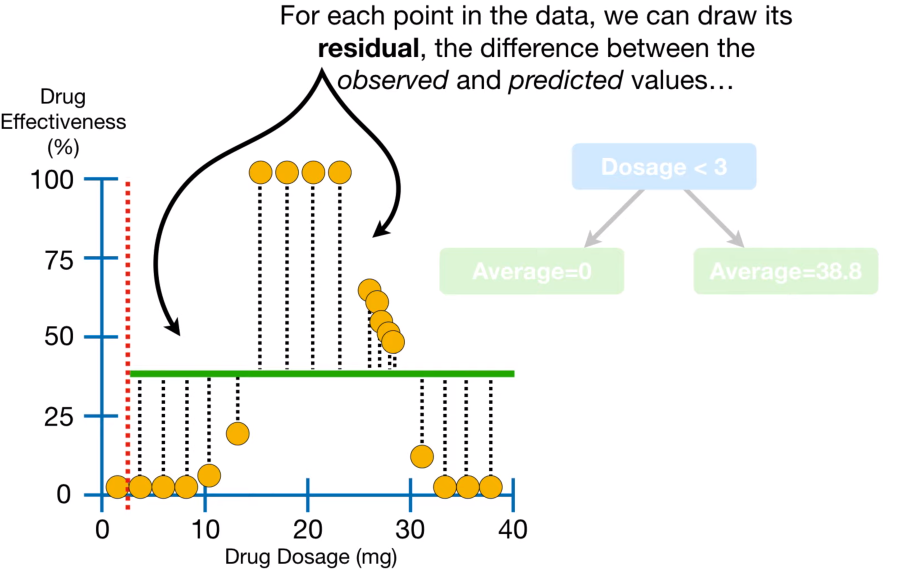 For each point in the data, we can draw its
residual, the difference between the
observed and predicted values…
Drug
Effectiveness
(%)
100
75
50
25
0
0
10
20
30
40
Drug Dosage (mg)
Dosage < 3
Average=0
Average=38.8